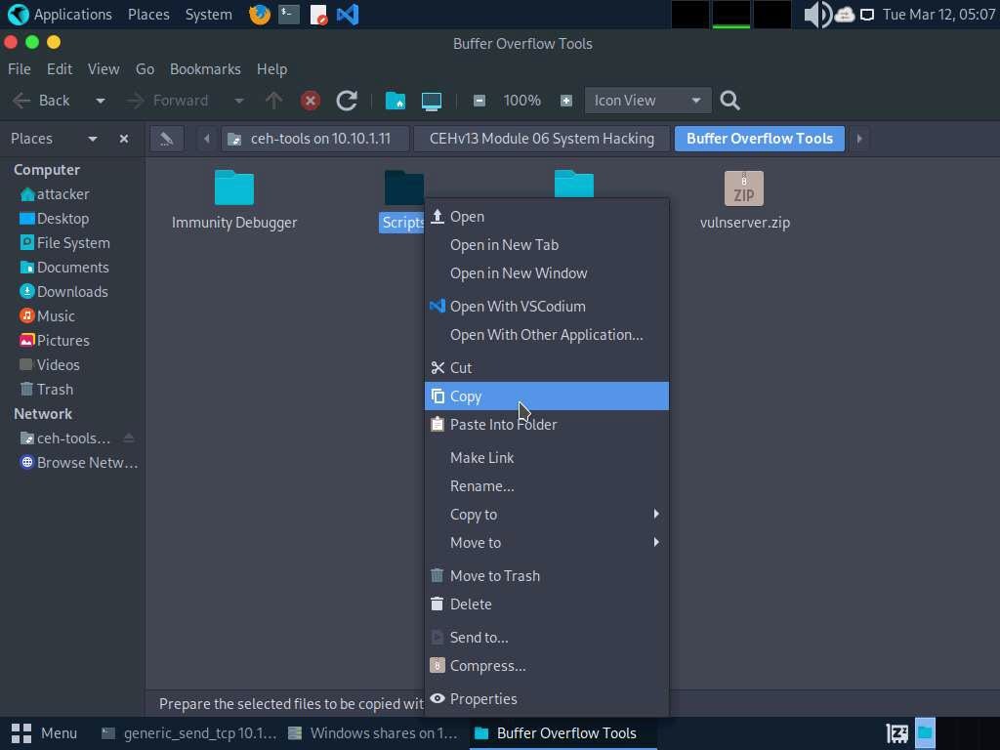 Applications Places System Tue Mar 12, 05:07
Buffer Overflow Tools
File Edit View Go Bookmarks Help
Back Forward 100% Icon View
Places ceh-tools on 10.10.1.11 CEHv13 Module 06 System Hacking Buffer Overflow Tools
Computer
attacker
Desktop
File System
Documents
Downloads
Music
Pictures
Videos
Trash
Network
ceh-tools...
Browse Netw...
Immunity Debugger
Scripts
vulnserver.zip
8
ZIP
Open
Open in New Tab
Open in New Window
Open With VSCodium
Open With Other Application...
Cut
Copy
Paste Into Folder
Make Link
Rename...
Copy to
Move to
Move to Trash
Delete
Send to...
Compress...
Properties
Prepare the selected files to be copied wit
Menu generic_send_tcp 10.1... Windows shares on 1... Buffer Overflow Tools